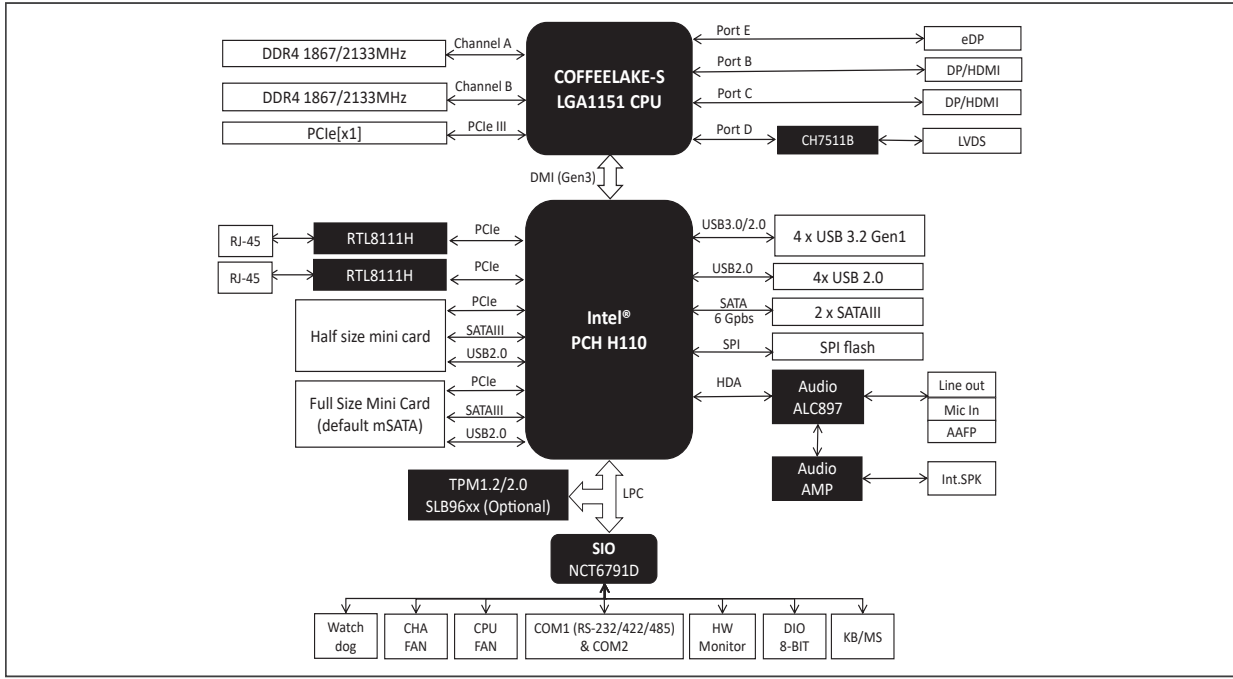 DDR4 1867/2133MHz
Channel A
DDR4 1867/2133MHz
Channel B
PCIe[x1]
PCIe III
COFFEELAKE-S
LGA1151 CPU
Port E
eDP
Port B
DP/HDMI
Port C
DP/HDMI
Port D
CH7511B
LVDS
DMI (Gen3)
RJ-45
RTL8111H
PCIe
RJ-45
RTL8111H
PCIe
Half size mini card
PCIe
SATAIII
USB2.0
Full Size Mini Card
(default mSATA)
PCIe
SATAIII
USB2.0
Intel®
PCH H110
USB3.0/2.0
4 x USB 3.2 Gen1
USB2.0
4x USB 2.0
SATA
6 Gpbs
2 x SATAIII
SPI
SPI flash
HDA
Audio
ALC897
Line out
Mic In
AAFP
Audio
AMP
Int.SPK
TPM1.2/2.0
SLB96xx (Optional)
LPC
SIO
NCT6791D
Watch
dog
CHA
FAN
CPU
FAN
COM1 (RS-232/422/485)
& COM2
HW
Monitor
DIO
8-BIT
KB/MS